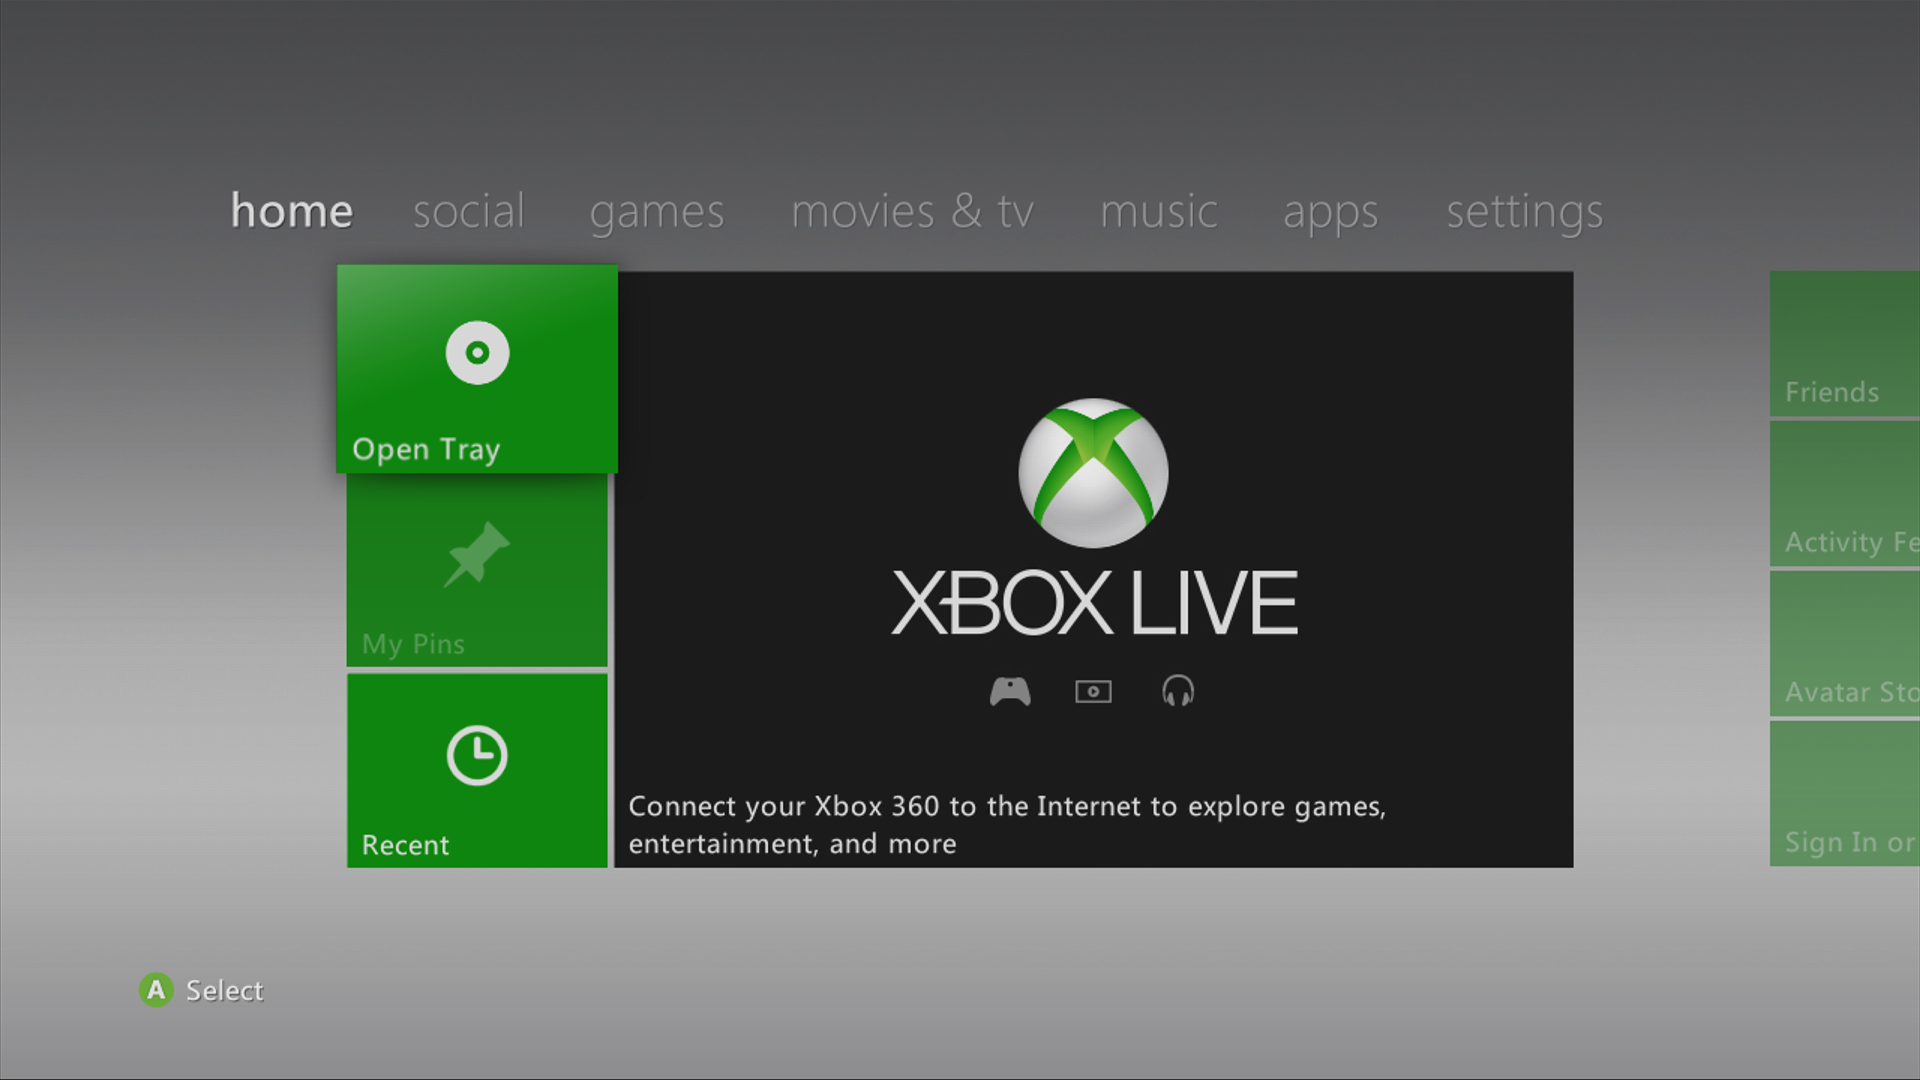 home social games movies & tv music apps settings
Open Tray
My Pins
Recent
XBOX LIVE
Connect your Xbox 360 to the Internet to explore games,
entertainment, and more
Friends
Activity Fe
Avatar Sto
Sign In or
A Select